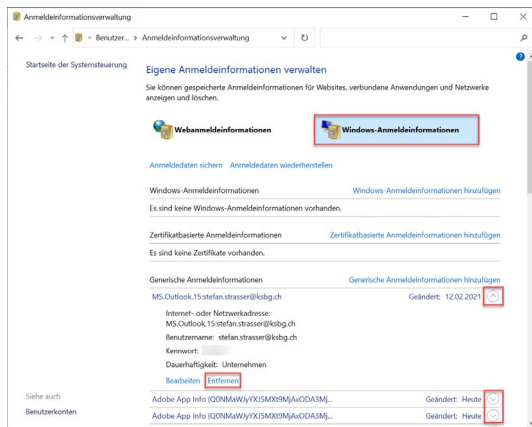 Anmeldeinformationsverwaltung
Benutzer... > Anmeldeinformationsverwaltung
Startseite der Systemsteuerung
Eigene Anmeldeinformationen verwalten
Sie können gespeicherte Anmeldeinformationen für Websites, verbundene Anwendungen und Netzwerke
anzeigen und löschen.
Webanmeldeinformationen
Windows-Anmeldeinformationen
Anmeldedaten sichern Anmeldedaten wiederherstellen
Windows-Anmeldeinformationen Windows-Anmeldeinformationen hinzufügen
Es sind keine Windows-Anmeldeinformationen vorhanden.
Zertifikatbasierte Anmeldeinformationen Zertifikatbasierte Anmeldeinformationen hinzufügen
Es sind keine Zertifikate vorhanden.
Generische Anmeldeinformationen Generische Anmeldeinformationen hinzufügen
MS.Outlook.15:stefan.strasser@ksbg.ch Geändert: 12.02.2021
Internet- oder Netzwerkadresse:
MS.Outlook.15:stefan.strasser@ksbg.ch
Benutzername: stefan.strasser@ksbg.ch
Kennwort:
Dauerhaftigkeit: Unternehmen
Bearbeiten Entfernen
Siehe auch
Benutzerkonten
Adobe App Info (Q0NMaWJyYXJ5MXt9MjAxODA3Mj... Geändert: Heute
Adobe App Info (Q0NMaWJyYXJ5MXt9MjAxODA3Mj... Geändert: Heute